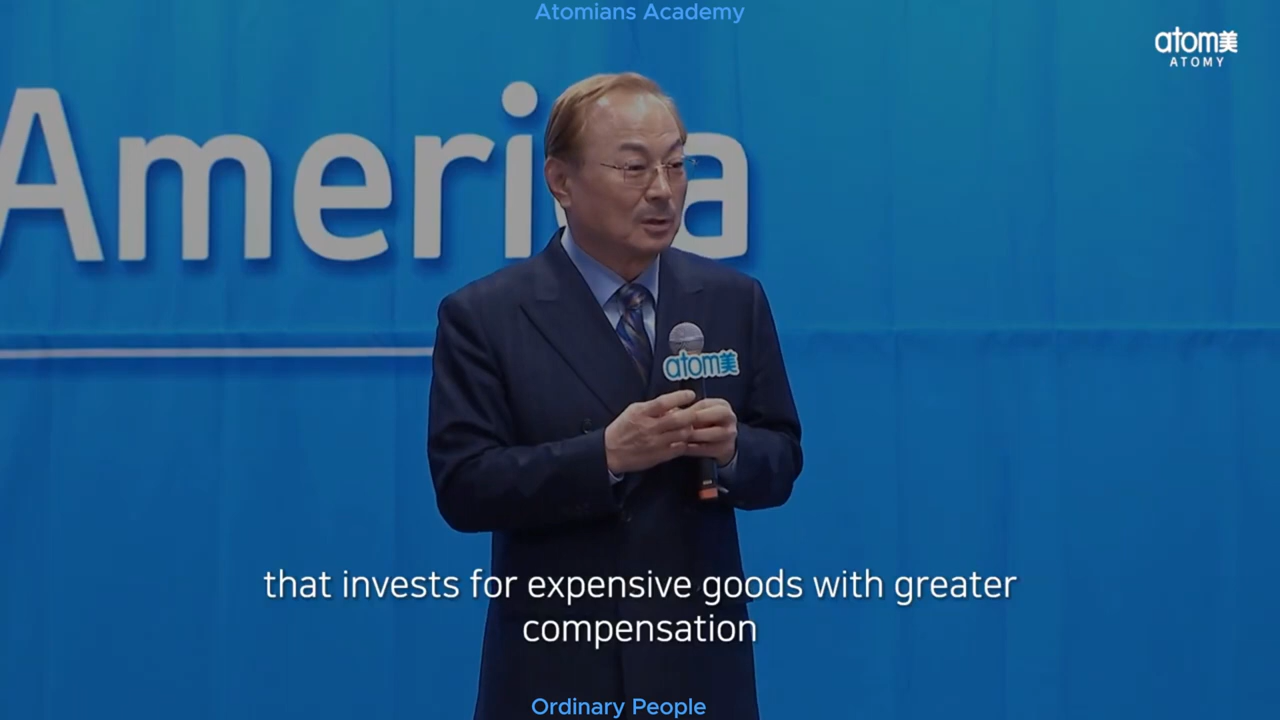 Atomians Academy
atom美
ATOMY
America
atom美
that invests for expensive goods with greater
compensation
Ordinary People